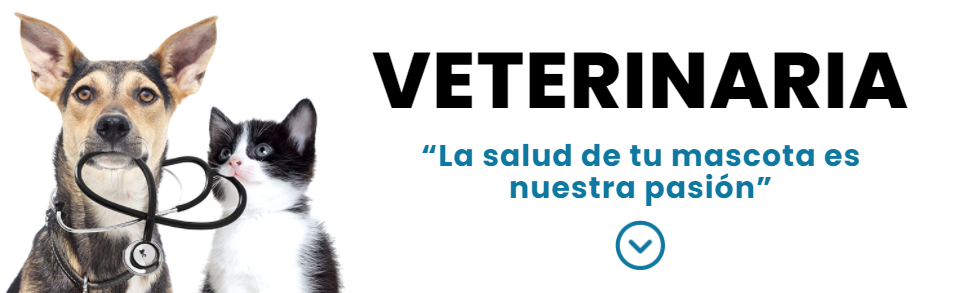 VETERINARIA
“La salud de tu mascota es
nuestra pasión”